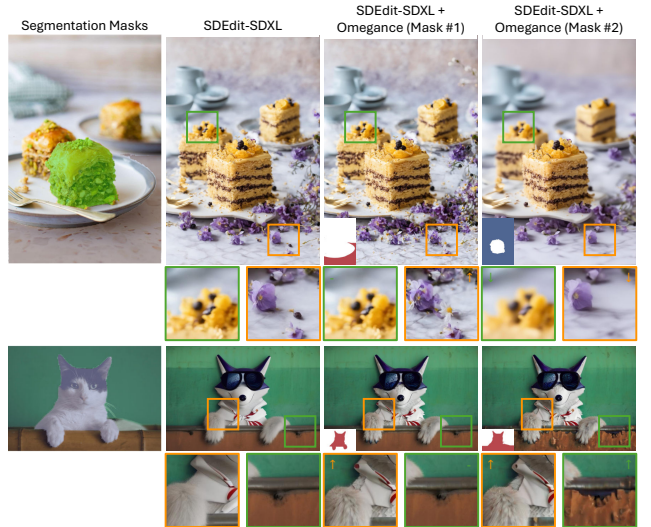 Segmentation Masks
SDEdit-SDXL
SDEdit-SDXL +
Omegance (Mask #1)
SDEdit-SDXL +
Omegance (Mask #2)